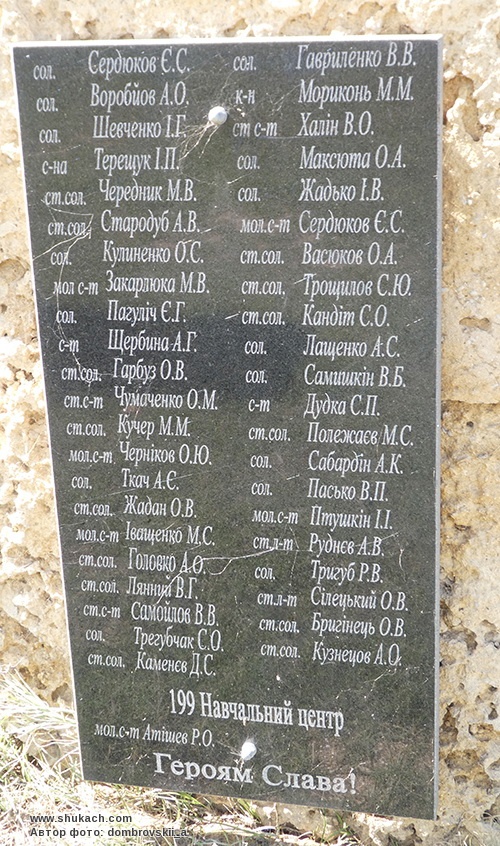 сол. Сердюков Є.С.
сол. Воробйов А.О.
сол. Шевченко І.Г.
с-на Терещук І.П.
ст.сол. Чередник М.В.
ст.сол. Стародуб А.В.
сол. Кулиненко О.С.
мол с-т Закарлюка М.В.
сол. Пагуліч Є.Г.
с-т Щербина А.Г.
ст.сол. Гарбуз О.В.
ст.с-т Чумаченко О.М.
ст.сол. Кучер М.М.
мол.с-т Черніков О.Ю.
сол. Ткач А.Є.
ст.сол. Жадан О.В.
мол.с-т Іващенко М.С.
ст.сол. Головко А.О.
ст.сол. Лянний В.Г.
ст.с-т Самойлов В.В.
сол. Трегубчак С.О.
ст.сол. Каменєв Д.С.
сол. Гавриленко В.В.
к-н Мориконь М.М.
ст с-т Халін В.О.
сол. Максюта О.А.
сол. Жадько І.В.
мол.с-т Сердюков Є.С.
ст.сол. Васюков О.А.
ст.сол. Трощилов С.Ю.
ст.сол. Кандіт С.О.
сол. Лащенко А.С.
сол. Самишкін В.Б.
с-т Дудка С.П.
ст.сол. Полежаєв М.С.
сол. Сабардін А.К.
сол. Пасько В.П.
мол.с-т Птушкін І.І.
ст.л-т Руднєв А.В.
сол. Тригуб Р.В.
ст.л-т Сілецький О.В.
ст.сол. Бригінець О.В.
ст.сол. Кузнецов А.О.
199 Навчальний центр
мол.с-т Атішев Р.О.
Героям Слава!
www.shukach.com
Автор фото: dombrovskii_a